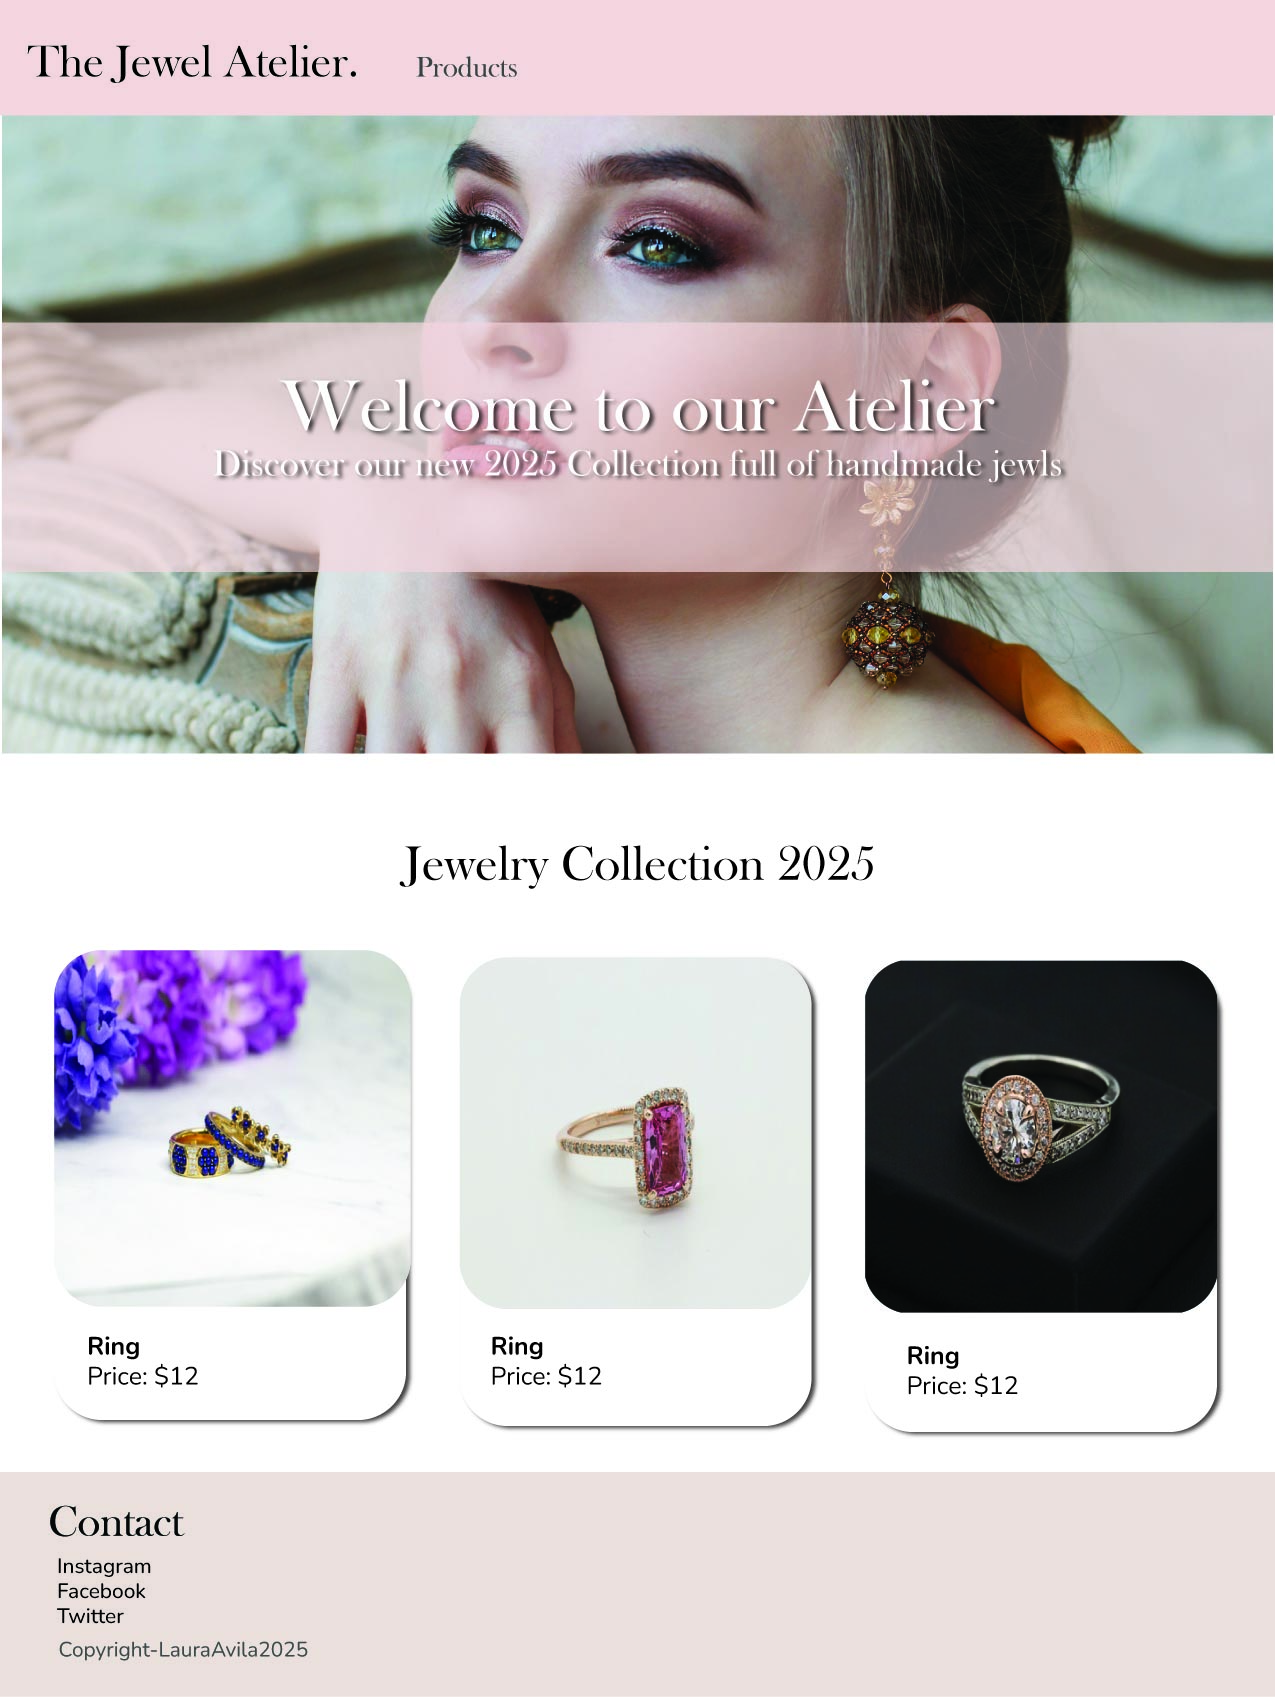 The Jewel Atelier.
Products
Welcome to our Atelier
Discover our new 2025 Collection full of handmade jewls
Jewelry Collection 2025
Ring
Price: $12
Ring
Price: $12
Ring
Price: $12
Contact
Instagram
Facebook
Twitter
Copyright-LauraAvila2025